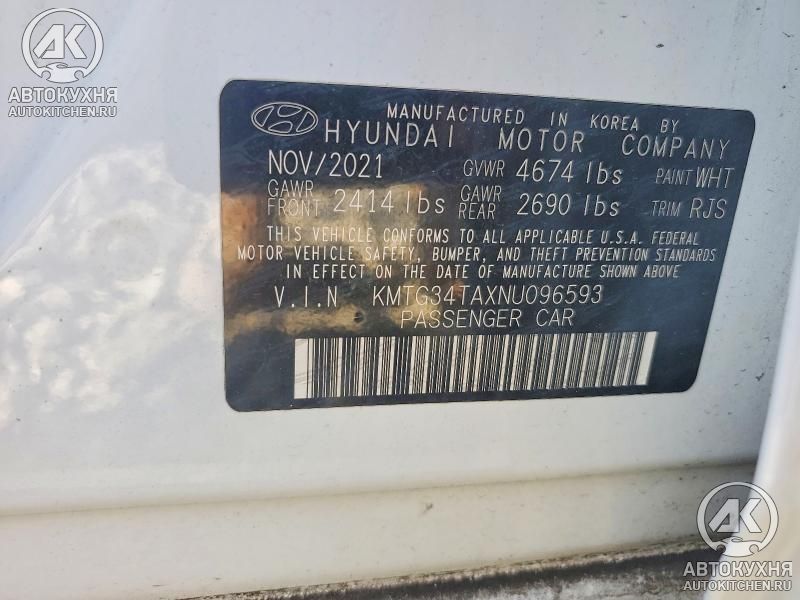 АК
АВТОКУХНЯ
AUTOKITCHEN.RU
MANUFACTURED IN KOREA BY
HYUNDAI MOTOR COMPANY
NOV/2021 GVWR 4674 lbs PAINT WHT
GAWR FRONT 2414 lbs GAWR REAR 2690 lbs TRIM RJS
THIS VEHICLE CONFORMS TO ALL APPLICABLE U.S.A. FEDERAL
MOTOR VEHICLE SAFETY, BUMPER, AND THEFT PREVENTION STANDARDS
IN EFFECT ON THE DATE OF MANUFACTURE SHOWN ABOVE
V.I.N KMTG34TAXNU096593
PASSENGER CAR
АК
АВТОКУХНЯ
AUTOKITCHEN.RU